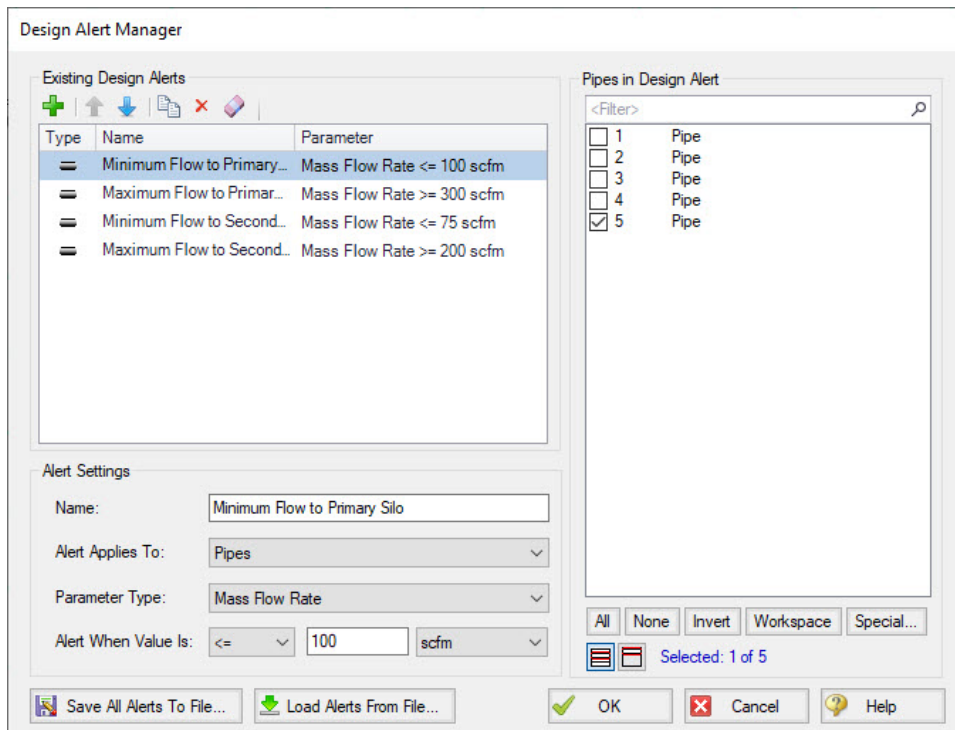 Design Alert Manager
Existing Design Alerts
Type Name Parameter
Minimum Flow to Primary... Mass Flow Rate <= 100 scfm
Maximum Flow to Primar... Mass Flow Rate >= 300 scfm
Minimum Flow to Second... Mass Flow Rate <= 75 scfm
Maximum Flow to Second... Mass Flow Rate >= 200 scfm
Alert Settings
Name: Minimum Flow to Primary Silo
Alert Applies To: Pipes
Parameter Type: Mass Flow Rate
Alert When Value Is: <= 100 scfm
Pipes in Design Alert
<Filter>
1 Pipe
2 Pipe
3 Pipe
4 Pipe
5 Pipe
All None Invert Workspace Special...
Selected: 1 of 5
Save All Alerts To File... Load Alerts From File... OK Cancel Help